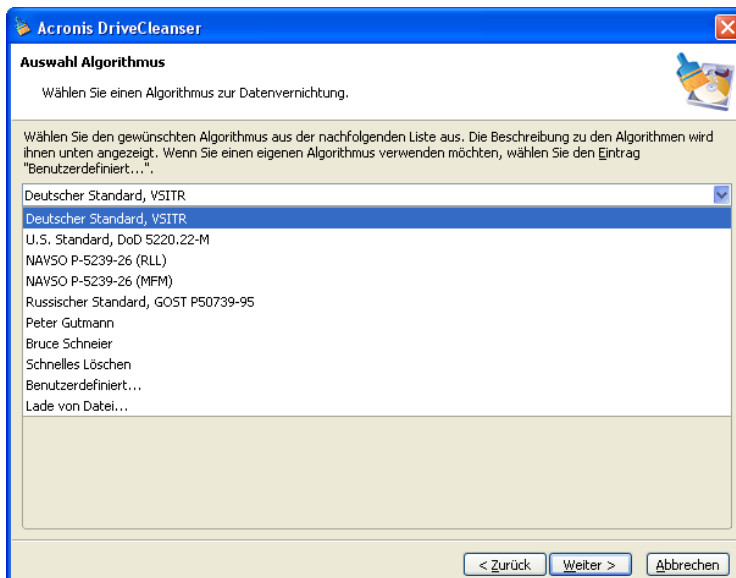 Acronis DriveCleanser
Auswahl Algorithmus
Wählen Sie einen Algorithmus zur Datenvernichtung.
Wählen Sie den gewünschten Algorithmus aus der nachfolgenden Liste aus. Die Beschreibung zu den Algorithmen wird
ihnen unten angezeigt. Wenn Sie einen eigenen Algorithmus verwenden möchten, wählen Sie den Eintrag
"Benutzerdefiniert...".
Deutscher Standard, VSITR
Deutscher Standard, VSITR
U.S. Standard, DoD 5220.22-M
NAVSO P-5239-26 (RLL)
NAVSO P-5239-26 (MFM)
Russischer Standard, GOST P50739-95
Peter Gutmann
Bruce Schneier
Schnelles Löschen
Benutzerdefiniert...
Lade von Datei...
< Zurück Weiter > Abbrechen